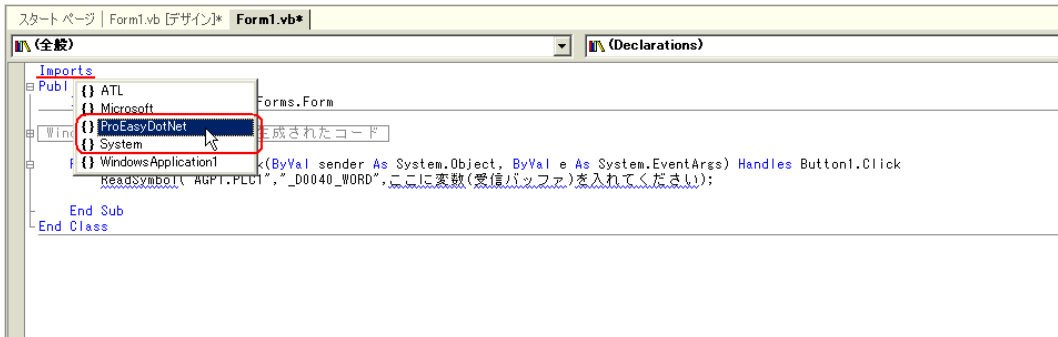 スタート ページ | Form1.vb [デザイン]* Form1.vb*
(全般) (Declarations)
Imports
Publ
{} ATL
{} Microsoft
Forms.Form
{} ProEasyDotNet
Wind 生成されたコード
{} System
{} WindowsApplication1
P k(ByVal sender As System.Object, ByVal e As System.EventArgs) Handles Button1.Click
ReadSymbol("AGP1.PLC1","_D0040_WORD",ここに変数(受信バッファ)を入れてください);
End Sub
End Class